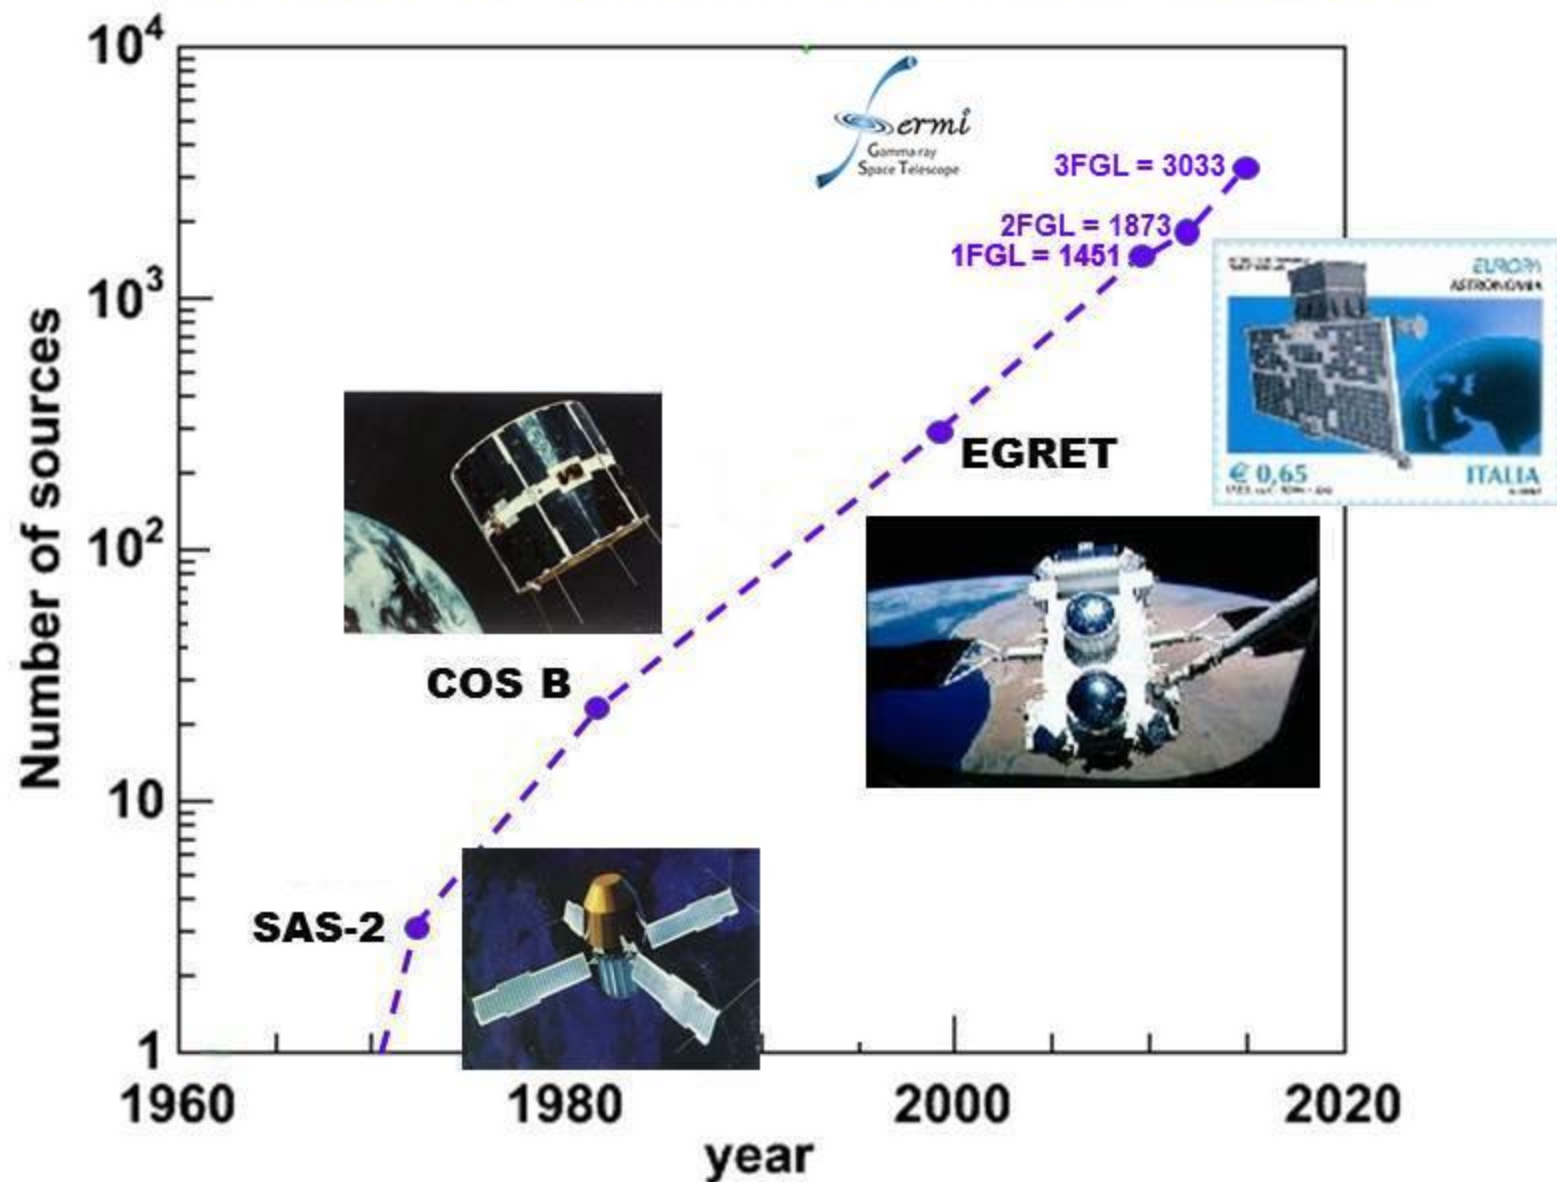 10⁴
ermi
Gamma-ray
Space Telescope
3FGL = 3033
2FGL = 1873
1FGL = 1451
EUROPA
ASTRONOMIA
10³
EGRET
€ 0,65
ITALIA
Number of sources
10²
COS B
10
SAS-2
1
1960
1980
2000
2020
year